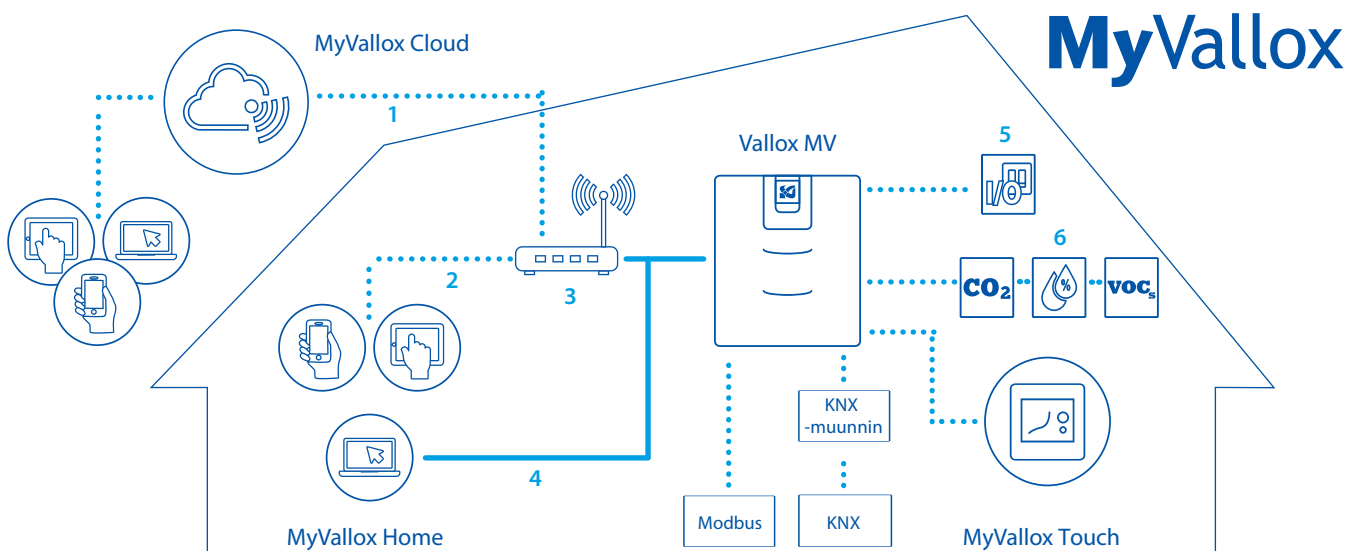 MyVallox
MyVallox Cloud
1
Vallox MV
5
I/O
6
CO₂
%
VOCs
2
3
KNX
-muunnin
4
Modbus
KNX
MyVallox Home
MyVallox Touch